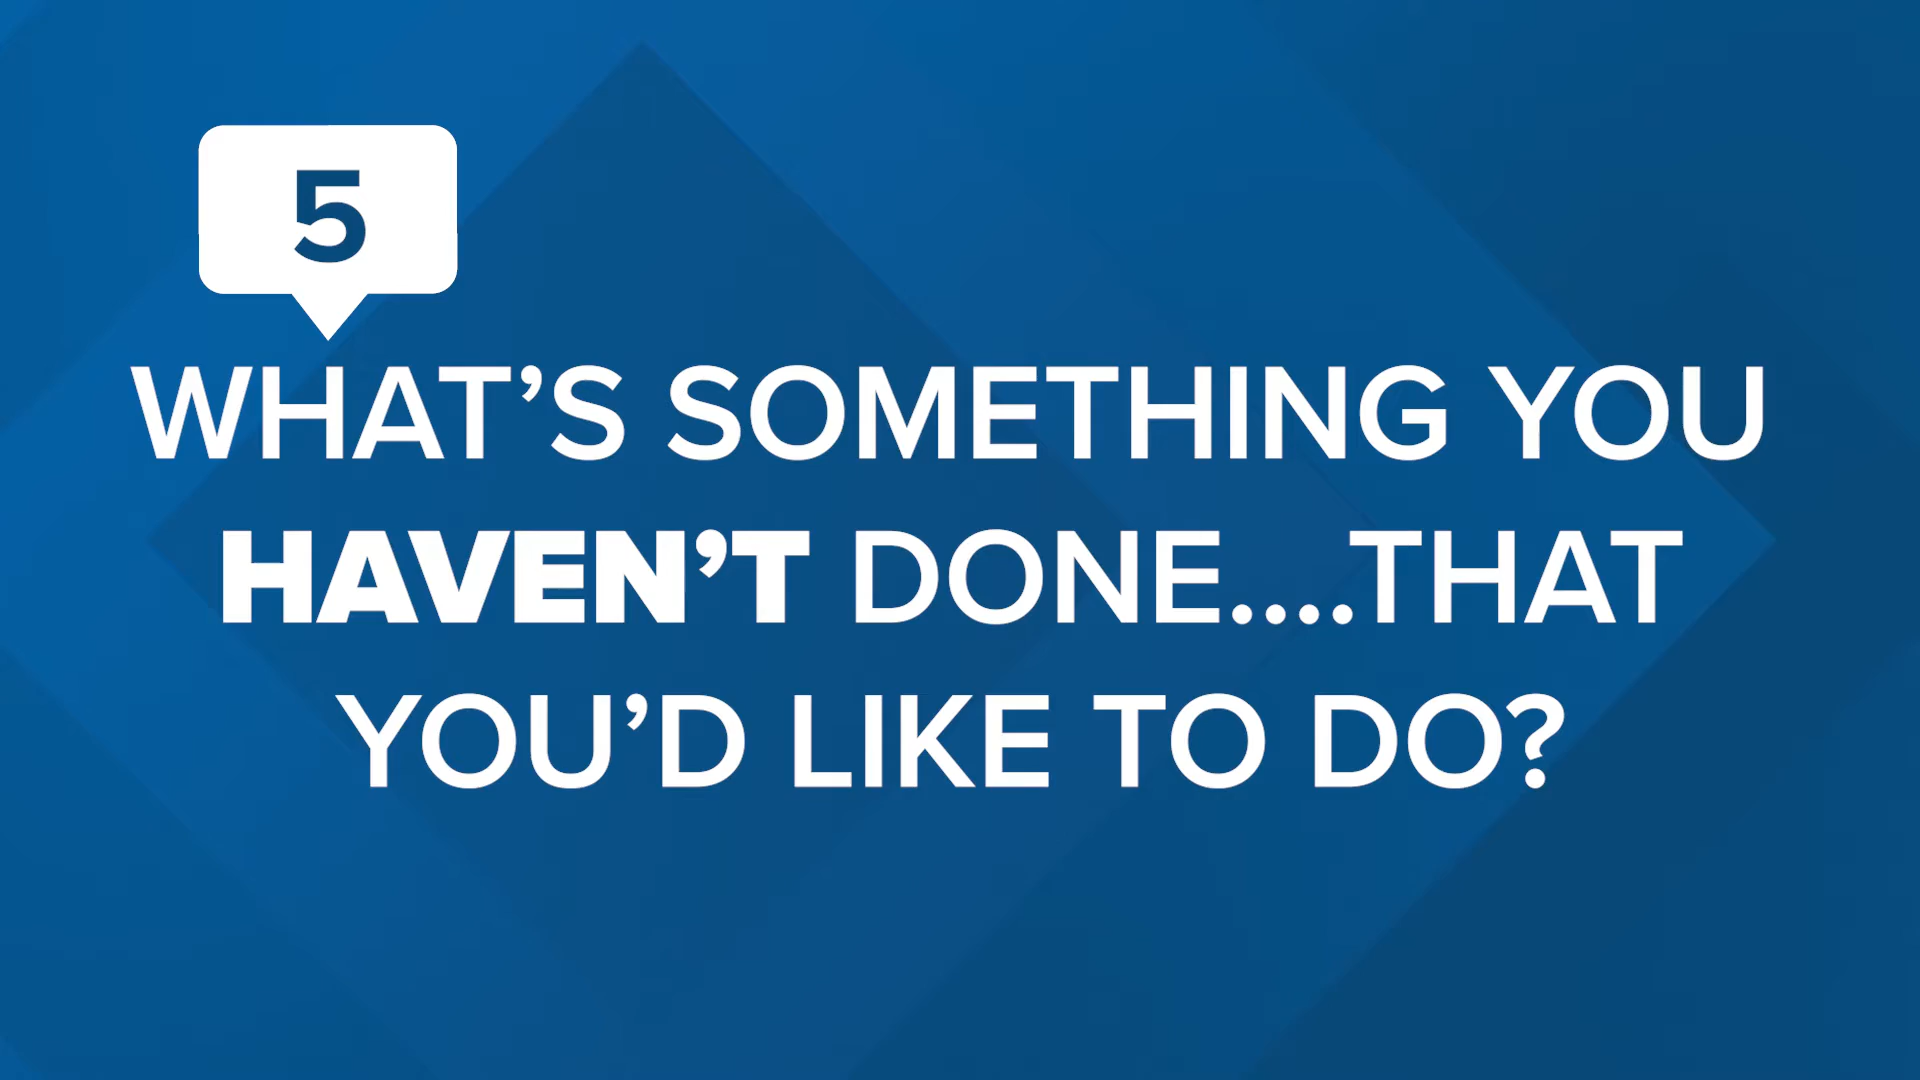 5
WHAT’S SOMETHING YOU
HAVEN’T DONE....THAT
YOU’D LIKE TO DO?